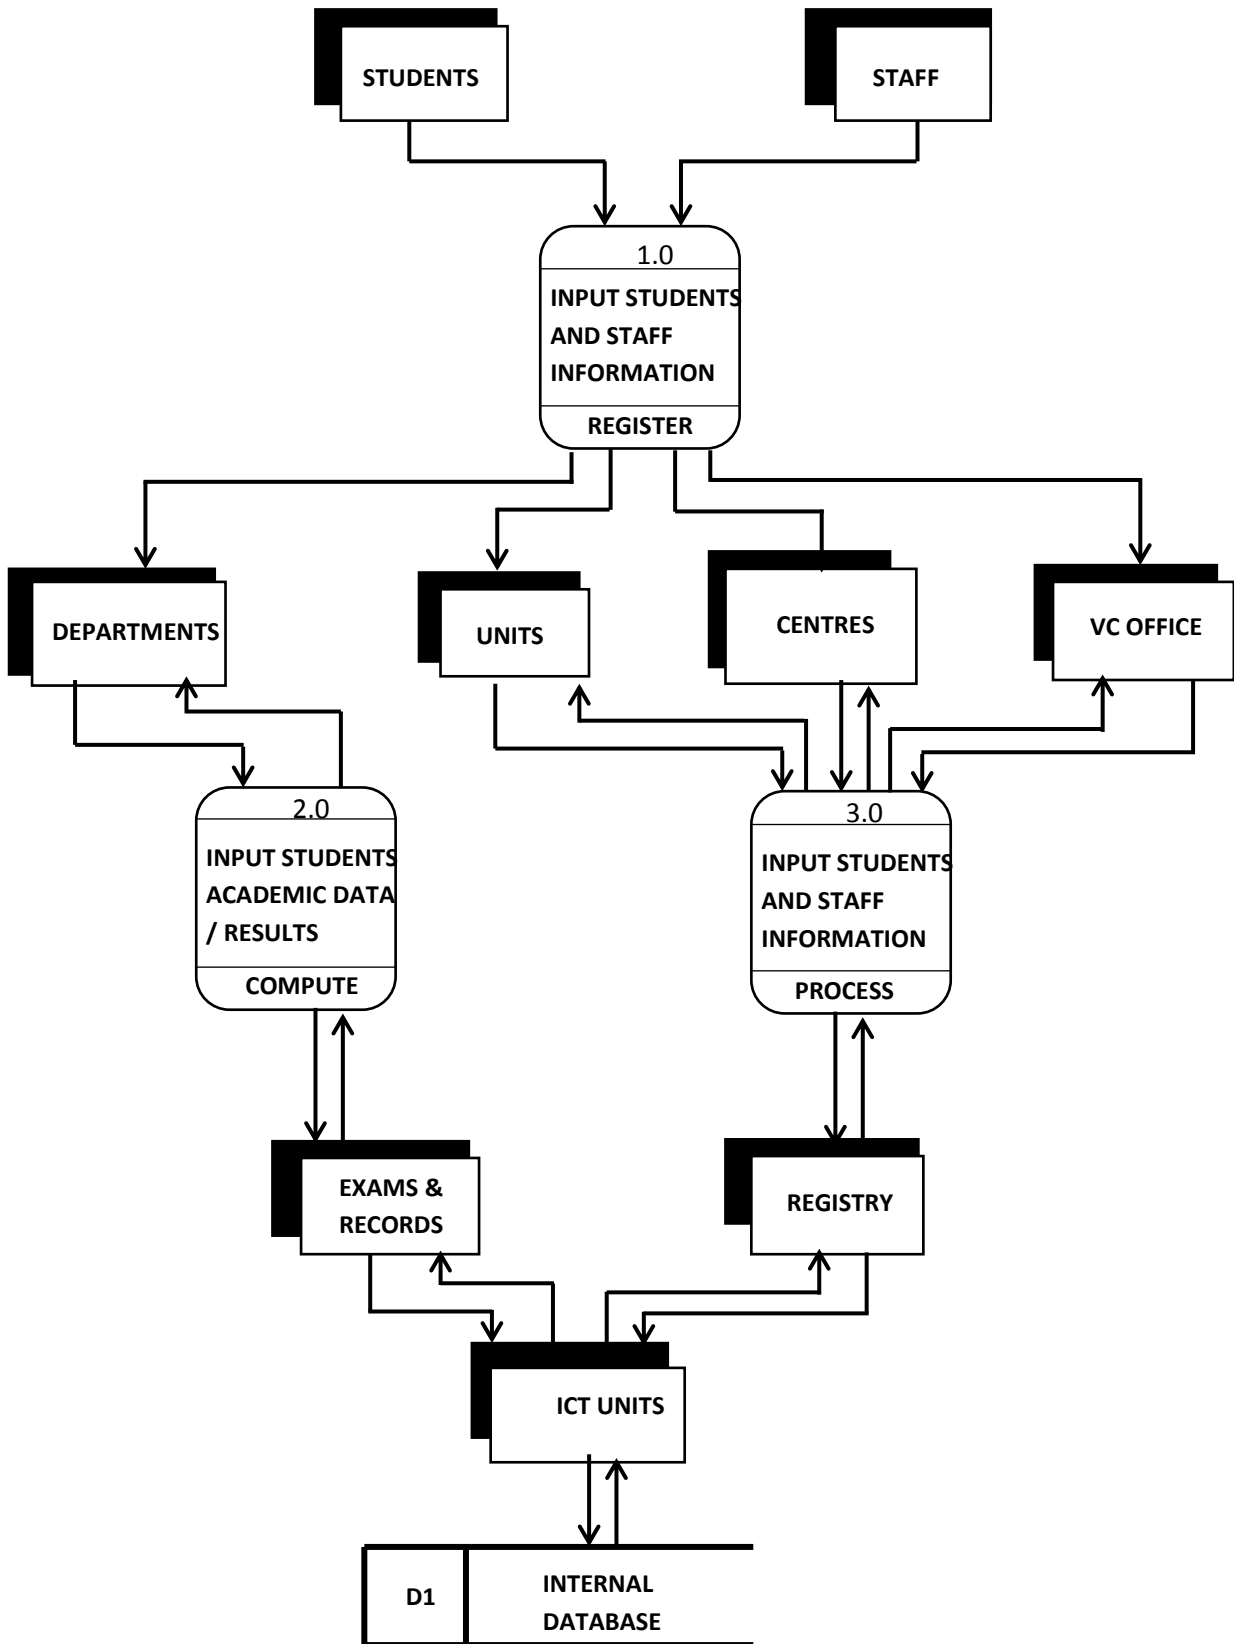 STUDENTS
STAFF
1.0
INPUT STUDENTS
AND STAFF
INFORMATION
REGISTER
DEPARTMENTS
UNITS
CENTRES
VC OFFICE
2.0
INPUT STUDENTS
ACADEMIC DATA
/ RESULTS
COMPUTE
3.0
INPUT STUDENTS
AND STAFF
INFORMATION
PROCESS
EXAMS &
RECORDS
REGISTRY
ICT UNITS
D1
INTERNAL
DATABASE